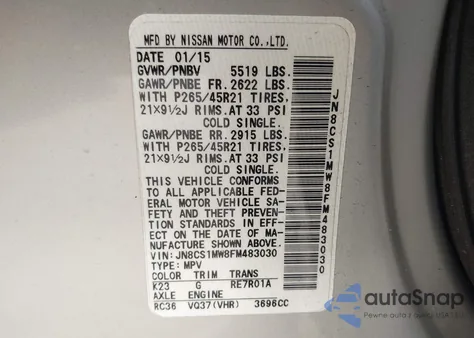 MFD BY NISSAN MOTOR CO.,LTD.
DATE 01/15
GVWR/PNBV 5519 LBS.
GAWR/PNBE FR. 2622 LBS.
WITH P265/45R21 TIRES,
21X9½J RIMS. AT 33 PSI
COLD SINGLE.
GAWR/PNBE RR. 2915 LBS.
WITH P265/45R21 TIRES,
21X9½J RIMS. AT 33 PSI
COLD SINGLE.
THIS VEHICLE CONFORMS
TO ALL APPLICABLE FED-
ERAL MOTOR VEHICLE SA-
FETY AND THEFT PREVEN-
TION STANDARDS IN EFF-
ECT ON THE DATE OF MA-
NUFACTURE SHOWN ABOVE.
VIN: JN8CS1MW8FM483030
TYPE: MPV
COLOR TRIM TRANS
K23 G RE7R01A
AXLE ENGINE
RC36 VQ37(VHR) 3696CC
JN8CS1MW8FM483030
autoSnap